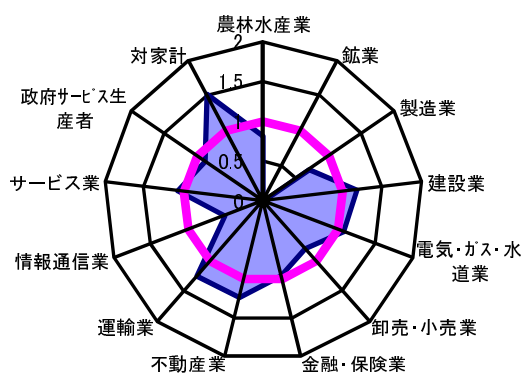 農林水産業
2
対家計
鉱業
1.5
政府サービス生
産者
製造業
1
0.5
サービス業
建設業
0
電気・ガス・水
道業
情報通信業
運輸業
卸売・小売業
不動産業
金融・保険業